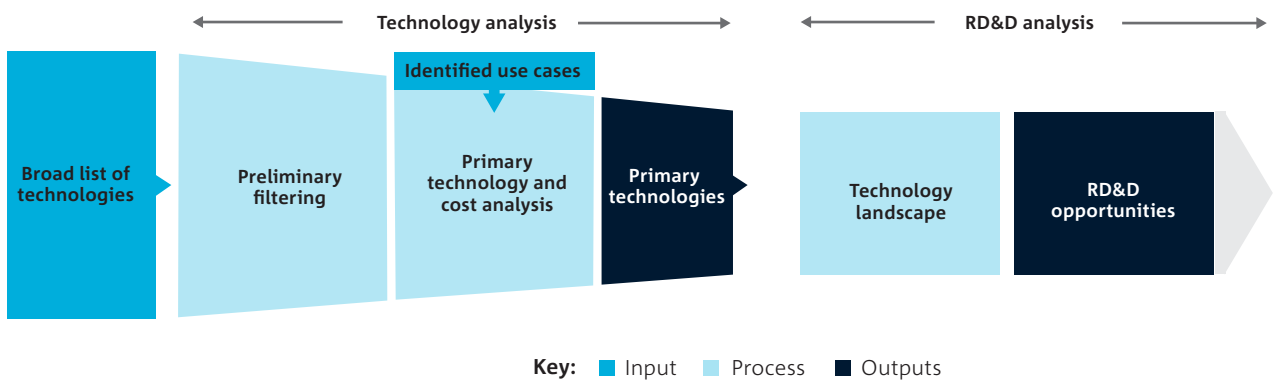 Technology analysis
RD&D analysis
Identified use cases
Broad list of
technologies
Preliminary
filtering
Primary
technology and
cost analysis
Primary
technologies
Technology
landscape
RD&D
opportunities
Key: Input Process Outputs